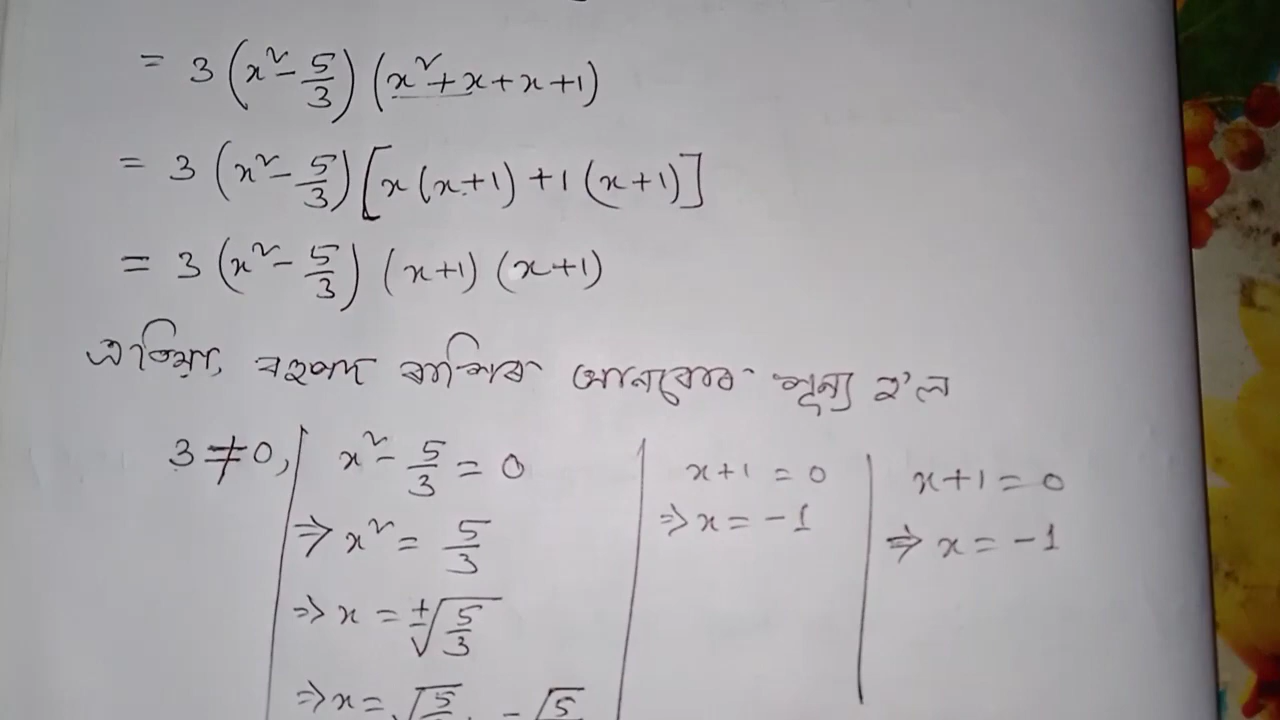 = 3 (x² - 5/3) (x² + x + x + 1)
= 3 (x² - 5/3) [x (x+1) + 1 (x+1)]
= 3 (x² - 5/3) (x+1) (x+1)
এতিয়া, বহুপদ ৰাশিৰ আনবোৰ শূন্য হ'ল
3 ≠ 0, x² - 5/3 = 0
⇒ x² = 5/3
⇒ x = ±√5/3
⇒ x =
x+1 = 0
⇒ x = -1
x+1 = 0
⇒ x = -1